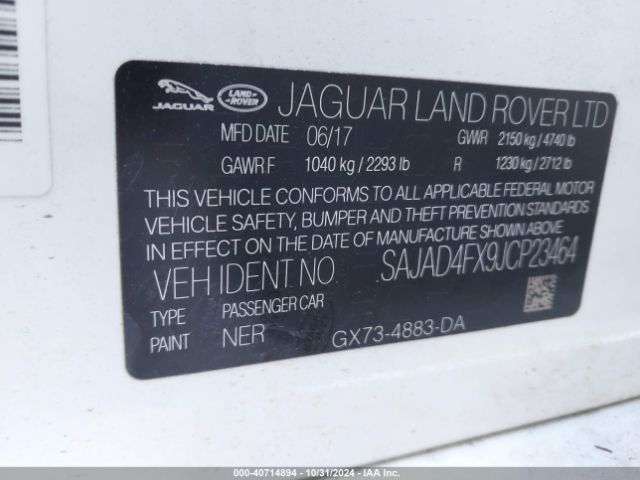 JAGUAR LAND ROVER JAGUAR LAND ROVER LTD
MFD DATE 06/17 GVWR 2150 kg / 4740 lb
GAWR F 1040 kg / 2293 lb R 1230 kg / 2712 lb
THIS VEHICLE CONFORMS TO ALL APPLICABLE FEDERAL MOTOR
VEHICLE SAFETY, BUMPER AND THEFT PREVENTION STANDARDS
IN EFFECT ON THE DATE OF MANUFACTURE SHOWN ABOVE
VEH IDENT NO SAJAD4FX9JCP23464
TYPE PASSENGER CAR
PAINT NER GX73-4883-DA
000-40714894 | 10/31/2024 - © IAA Inc. All Rights Reserved